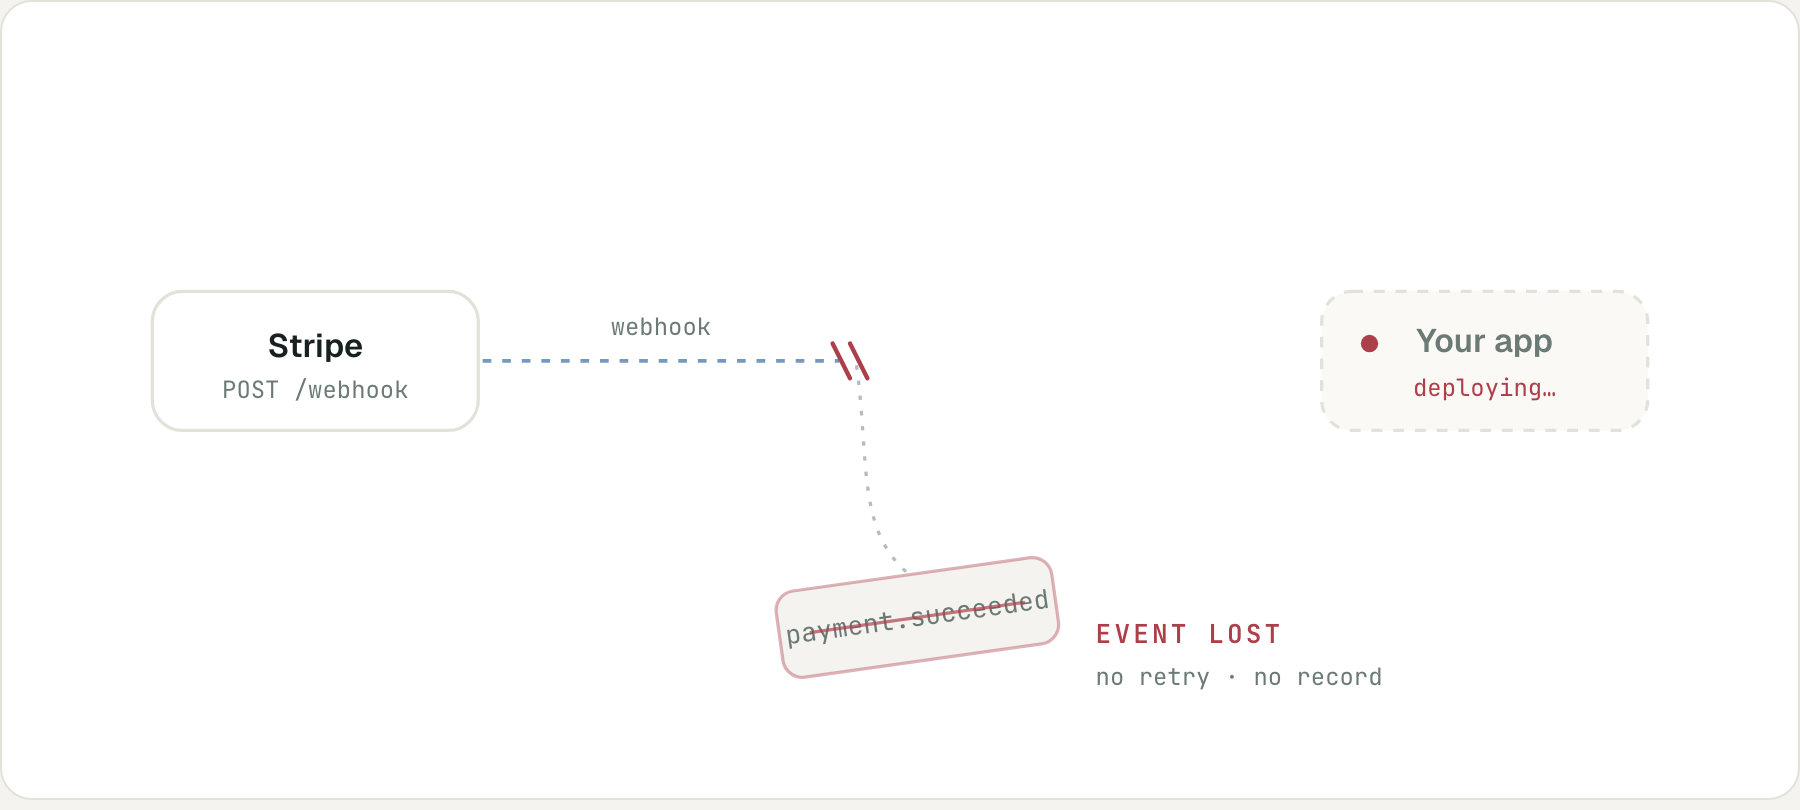 Stripe
POST /webhook
webhook
Your app
deploying…
payment.succeeded
EVENT LOST
no retry · no record